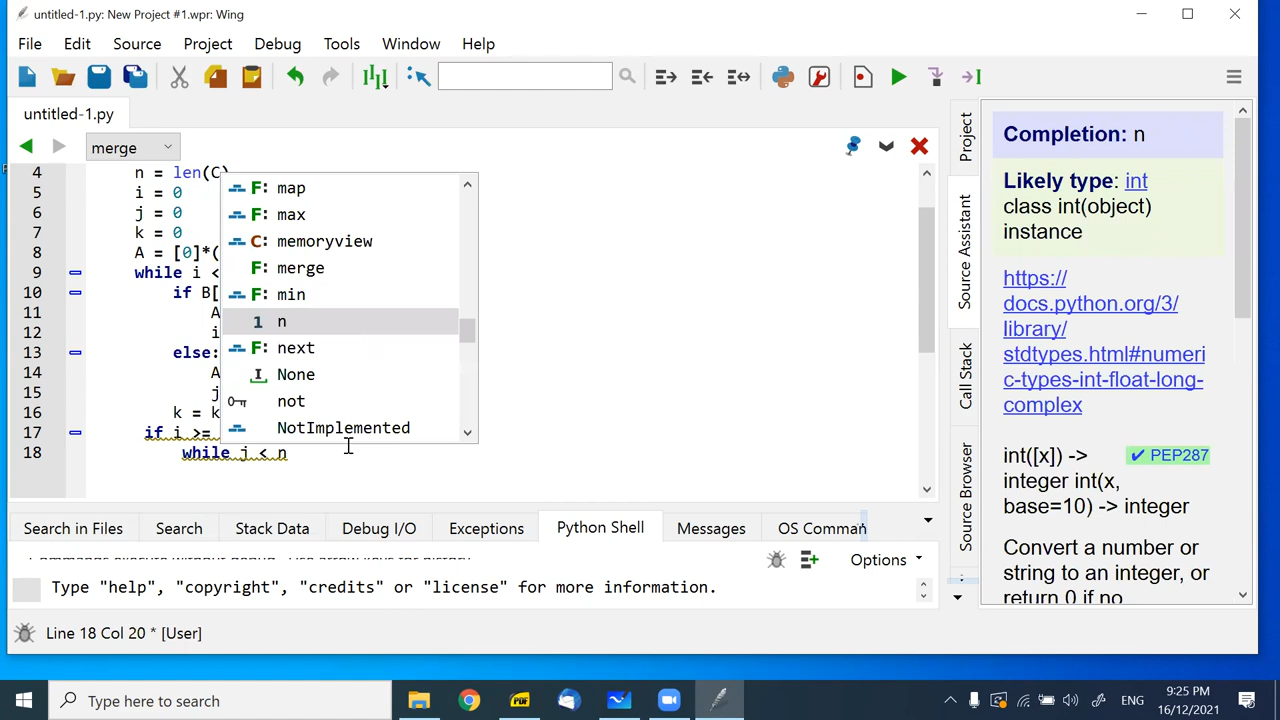 untitled-1.py: New Project #1.wpr: Wing
File Edit Source Project Debug Tools Window Help
untitled-1.py
merge
4 n = len(C)
5 i = 0
6 j = 0
7 k = 0
8 A = [0]*(
9 while i <
10 if B[
11 A
12 i
13 else:
14 A
15 j
16 k = k
17 if i >=
18 while j < n
F: map
F: max
C: memoryview
F: merge
F: min
1 n
F: next
I None
not
NotImplemented
Project
Source Assistant
Call Stack
Source Browser
Completion: n
Likely type: int
class int(object)
instance
https://
docs.python.org/3/
library/
stdtypes.html#numeri
c-types-int-float-long-
complex
int([x]) -> ✓ PEP287
integer int(x,
base=10) -> integer
Convert a number or
string to an integer, or
return 0 if no
Search in Files Search Stack Data Debug I/O Exceptions Python Shell Messages OS Comman
Options
Type "help", "copyright", "credits" or "license" for more information.
Line 18 Col 20 * [User]
Type here to search
PDF
ENG
9:25 PM
16/12/2021